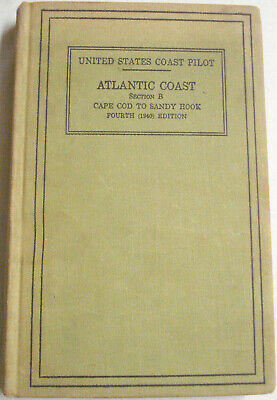 UNITED STATES COAST PILOT
ATLANTIC COAST
SECTION B
CAPE COD TO SANDY HOOK
FOURTH (1940) EDITION